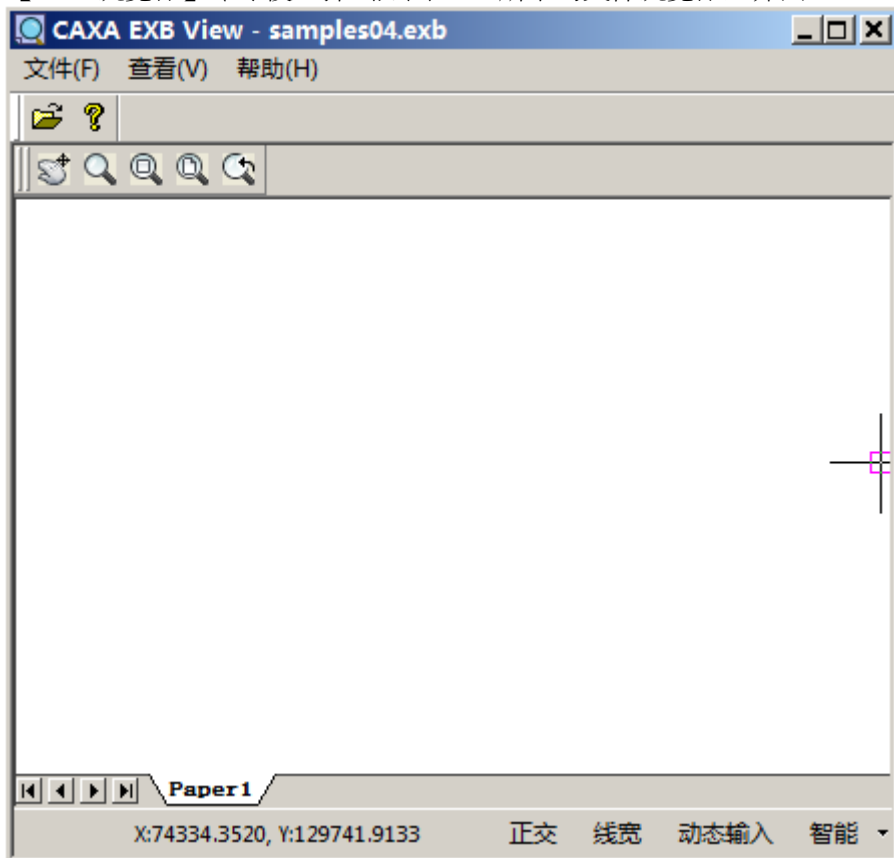 CAXA EXB View - samples04.exb
文件(F) 查看(V) 帮助(H)
Paper1
X:74334.3520, Y:129741.9133 正交 线宽 动态输入 智能